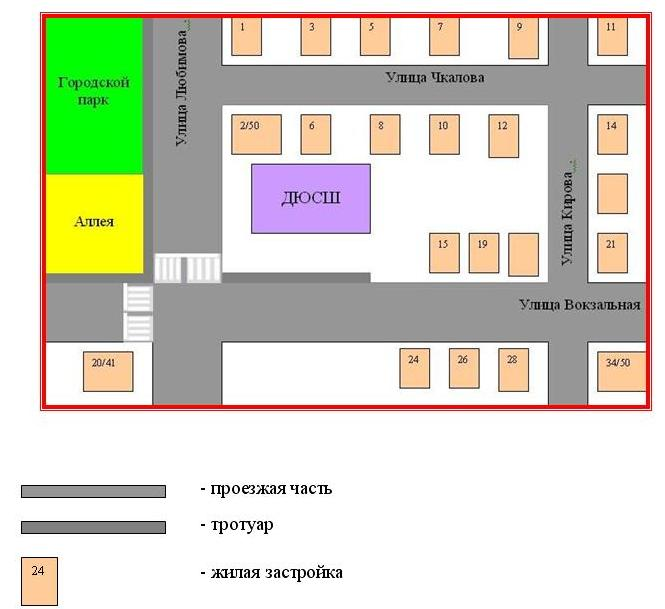 1 3 5 7 9 11
Городской
парк
Улица Любимова
Улица Чкалова
2/50 6 8 10 12 14
ДЮСШ
Улица Кирова
Аллея
15 19 21
Улица Вокзальная
20/41 24 26 28 34/50
- проезжая часть
- тротуар
24 - жилая застройка